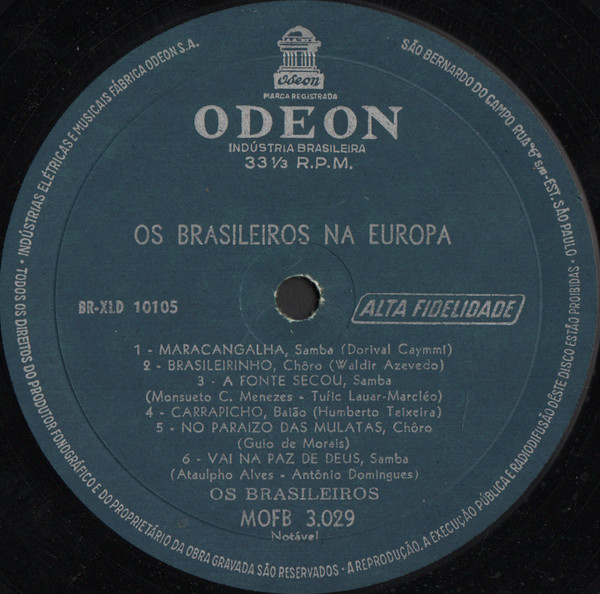 Odeon
MARCA REGISTRADA
ODEON
INDÚSTRIA BRASILEIRA
33 1/3 R.P.M.
OS BRASILEIROS NA EUROPA
BR-XLD 10105
ALTA FIDELIDADE
1 - MARACANGALHA, Samba (Dorival Caymmi)
2 - BRASILEIRINHO, Chôro (Waldir Azevedo)
3 - A FONTE SECOU, Samba
(Monsueto C. Menezes - Tufic Lauar-Marcléo)
4 - CARRAPICHO, Baião (Humberto Teixeira)
5 - NO PARAIZO DAS MULATAS, Chôro
(Guio de Morais)
6 - VAI NA PAZ DE DEUS, Samba
(Ataulpho Alves - Antônio Domingues)
OS BRASILEIROS
MOFB 3.029
Notável
INDÚSTRIAS ELÉTRICAS E MUSICAIS FÁBRICA ODEON S.A.
SÃO BERNARDO DO CAMPO RUA "6" s/n - EST. SÃO PAULO -
TODOS OS DIREITOS DO PRODUTOR FONOGRÁFICO E DO PROPRIETÁRIO DA OBRA GRAVADA SÃO RESERVADOS - A REPRODUÇÃO, A EXECUÇÃO PÚBLICA E RADIODIFUSÃO DÊSTE DISCO ESTÃO PROIBIDAS -